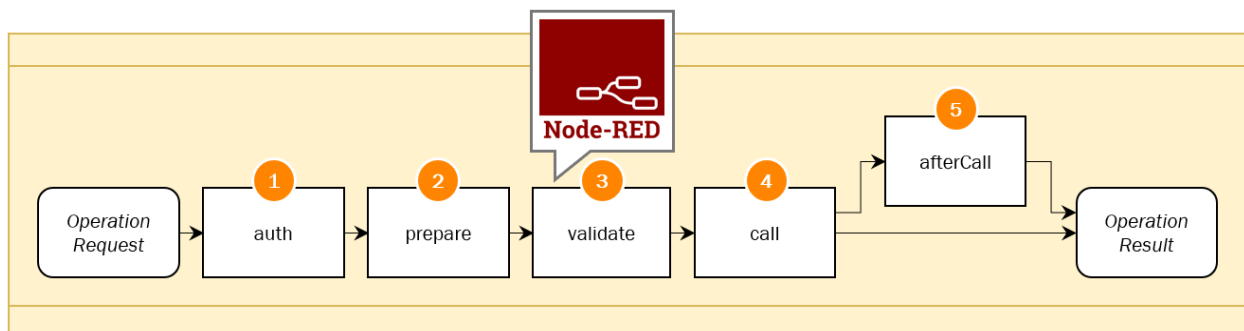 Node-RED
1
2
3
4
5
Operation
Request
auth
prepare
validate
call
afterCall
Operation
Result